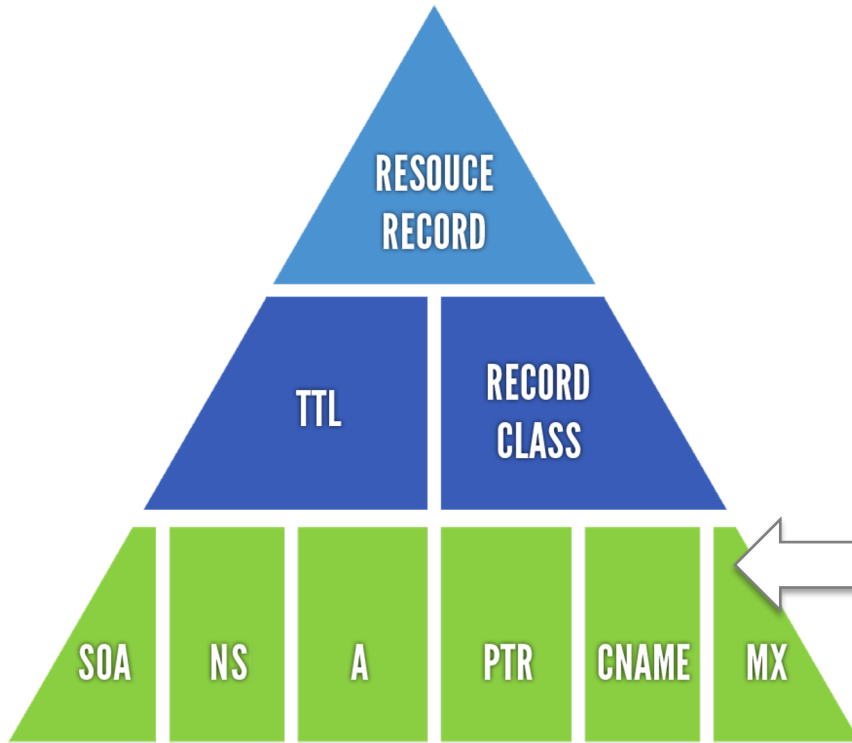 RESOUCE
RECORD
TTL
RECORD
CLASS
SOA
NS
A
PTR
CNAME
MX